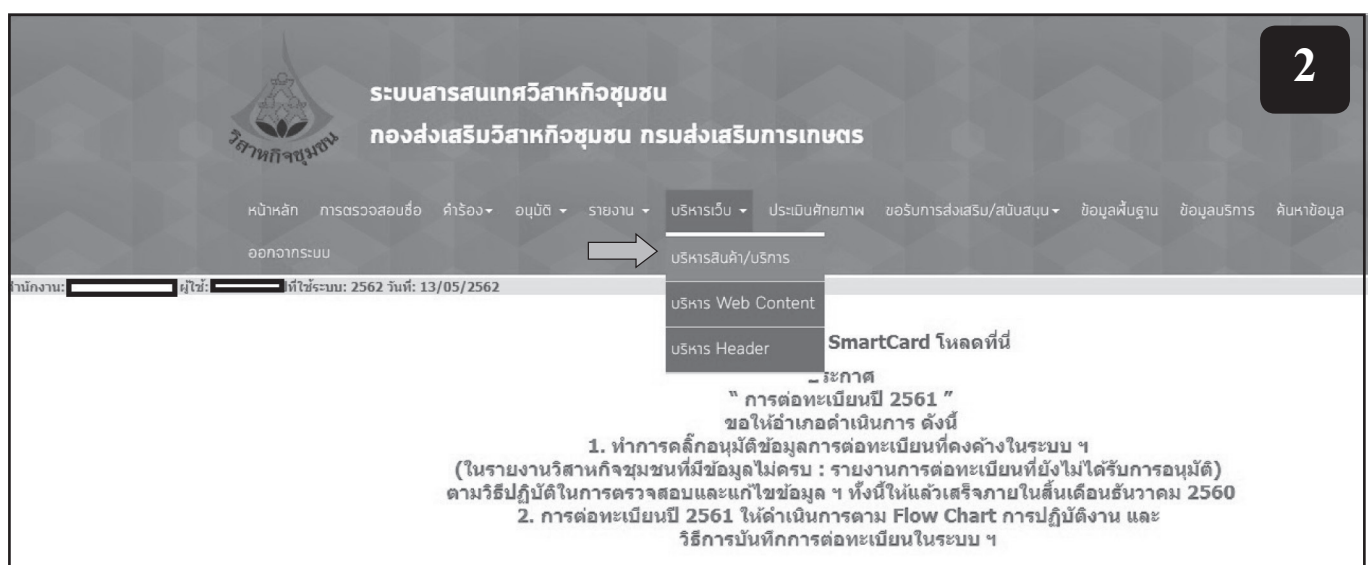 2
ระบบสารสนเทศวิสาหกิจชุมชน
กองส่งเสริมวิสาหกิจชุมชน กรมส่งเสริมการเกษตร
วิสาหกิจชุมชน
หน้าหลัก การตรวจสอบชื่อ คำร้อง อนุมัติ รายงาน บริหารเว็บ ประเมินศักยภาพ ขอรับการส่งเสริม/สนับสนุน ข้อมูลพื้นฐาน ข้อมูลบริการ ค้นหาข้อมูล
ออกจากระบบ
บริหารสินค้า/บริการ
บริหาร Web Content
บริหาร Header
ผู้ใช้: ใช้ระบบ: 2562 วันที่: 13/05/2562
SmartCard โหลดที่นี่
ระกาศ
“ การต่อทะเบียนปี 2561 ”
ขอให้อำเภอดำเนินการ ดังนี้
1. ทำการคลิ๊กอนุมัติข้อมูลการต่อทะเบียนที่คงค้างในระบบ ฯ
(ในรายงานวิสาหกิจชุมชนที่มีข้อมูลไม่ครบ : รายงานการต่อทะเบียนที่ยังไม่ได้รับการอนุมัติ)
ตามวิธีปฏิบัติในการตรวจสอบและแก้ไขข้อมูล ฯ ทั้งนี้ให้แล้วเสร็จภายในสิ้นเดือนธันวาคม 2560
2. การต่อทะเบียนปี 2561 ให้ดำเนินการตาม Flow Chart การปฏิบัติงาน และ
วิธีการบันทึกการต่อทะเบียนในระบบ ฯ